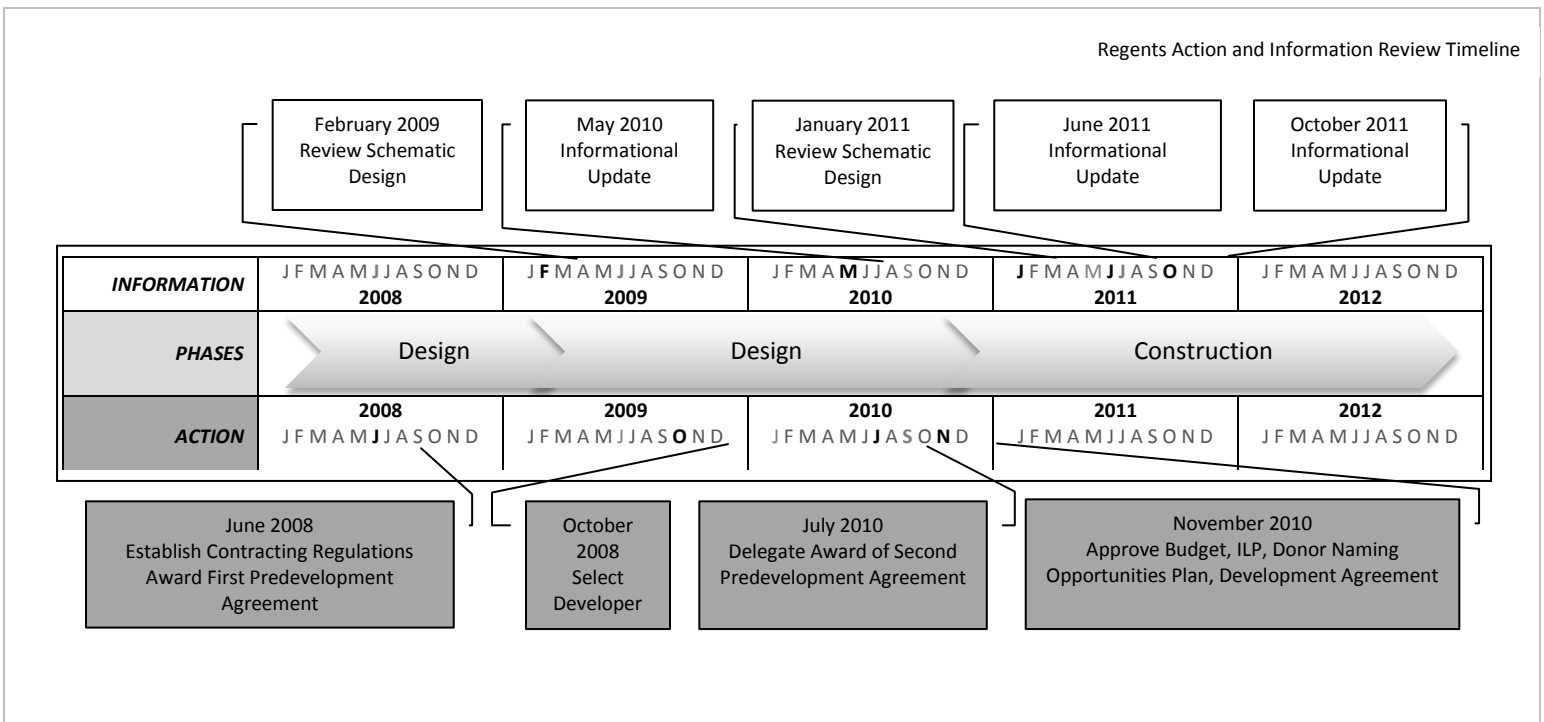 Regents Action and Information Review Timeline
February 2009
Review Schematic
Design
May 2010
Informational
Update
January 2011
Review Schematic
Design
June 2011
Informational
Update
October 2011
Informational
Update
INFORMATION
J F M A M J J A S O N D
2008
J F M A M J J A S O N D
2009
J F M A M J J A S O N D
2010
J F M A M J J A S O N D
2011
J F M A M J J A S O N D
2012
PHASES
Design
Design
Construction
ACTION
2008
J F M A M J J A S O N D
2009
J F M A M J J A S O N D
2010
J F M A M J J A S O N D
2011
J F M A M J J A S O N D
2012
J F M A M J J A S O N D
June 2008
Establish Contracting Regulations
Award First Predevelopment
Agreement
October
2008
Select
Developer
July 2010
Delegate Award of Second
Predevelopment Agreement
November 2010
Approve Budget, ILP, Donor Naming
Opportunities Plan, Development Agreement